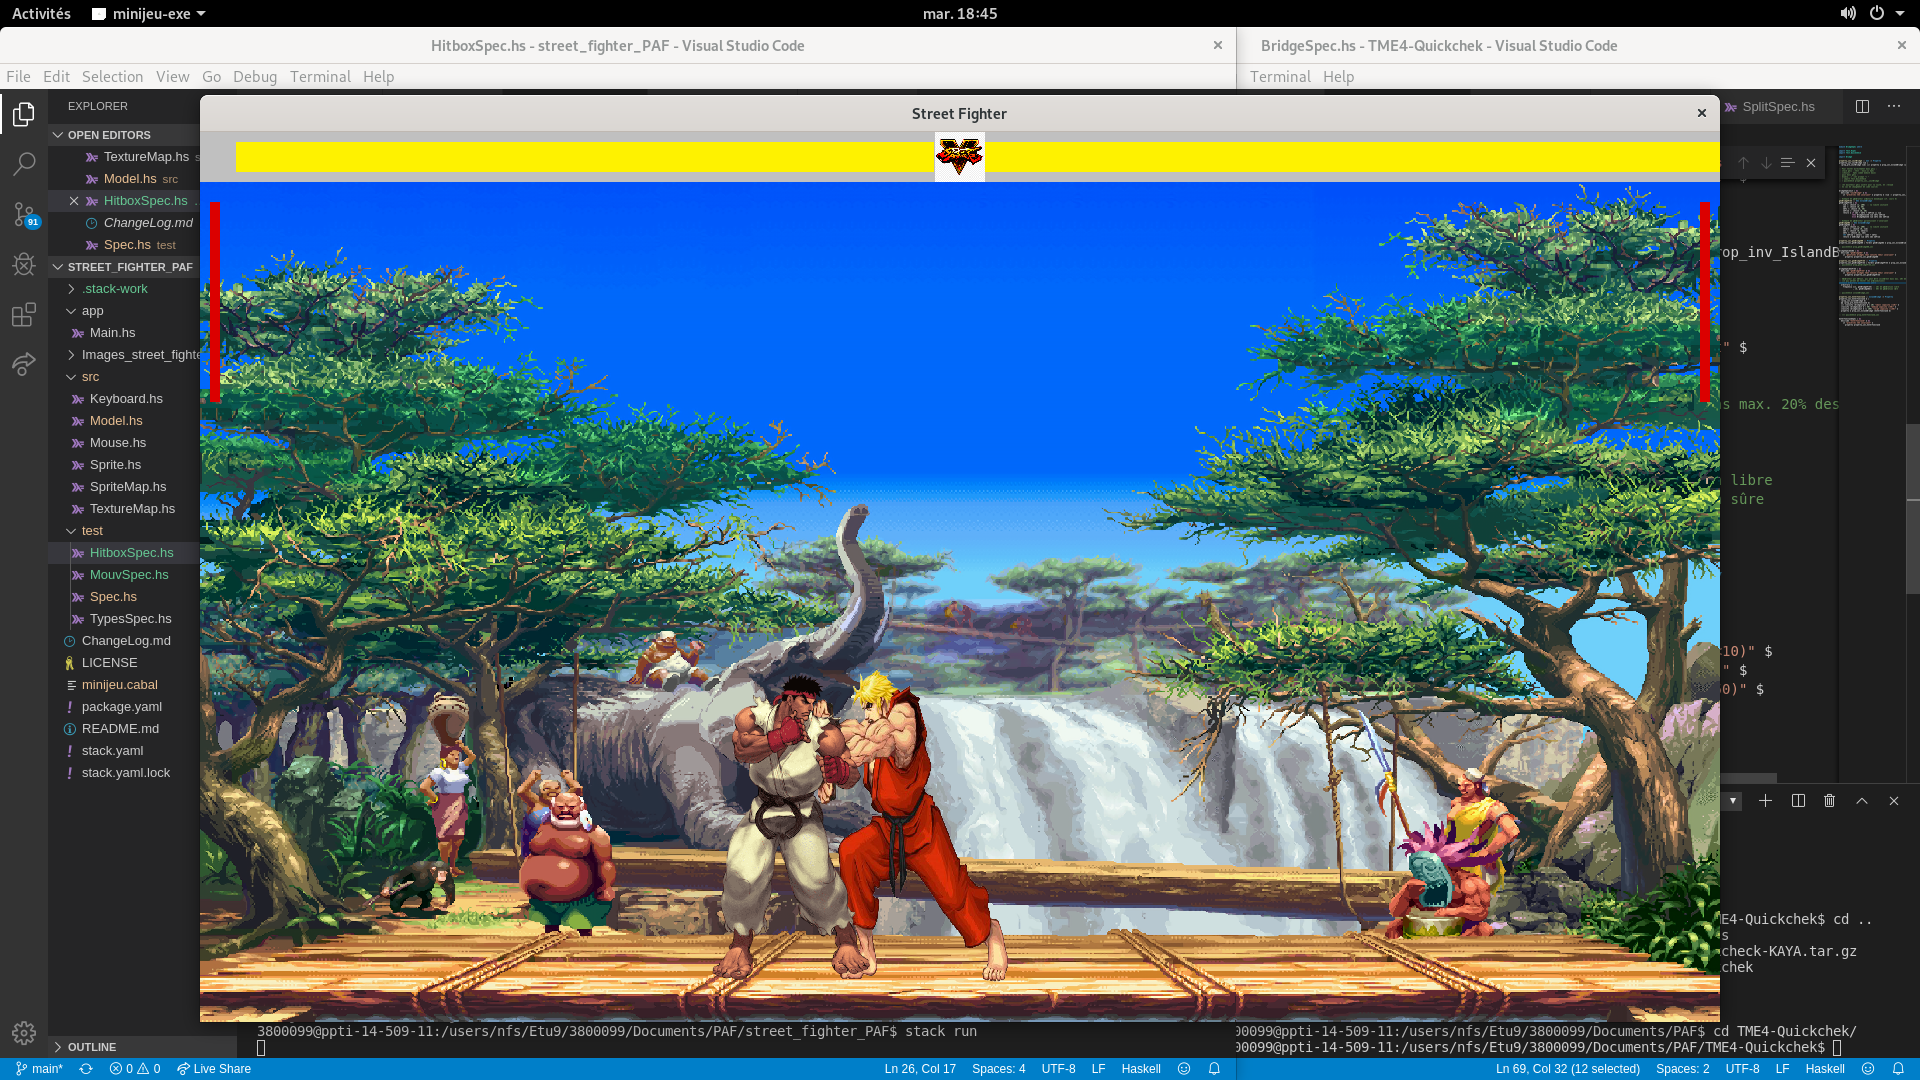 Activités
minijeu-exe
mar. 18:45
HitboxSpec.hs - street_fighter_PAF - Visual Studio Code
BridgeSpec.hs - TME4-Quickchek - Visual Studio Code
File Edit Selection View Go Debug Terminal Help
Terminal Help
EXPLORER
SplitSpec.hs
Street Fighter
OPEN EDITORS
TextureMap.hs s
Model.hs src
HitboxSpec.hs
ChangeLog.md
Spec.hs test
91
STREET_FIGHTER_PAF
.stack-work
app
Main.hs
Images_street_fighte
src
Keyboard.hs
Model.hs
Mouse.hs
Sprite.hs
SpriteMap.hs
TextureMap.hs
test
HitboxSpec.hs
MouvSpec.hs
Spec.hs
TypesSpec.hs
ChangeLog.md
LICENSE
minijeu.cabal
package.yaml
README.md
stack.yaml
stack.yaml.lock
OUTLINE
op_inv_IslandB
" $
s max. 20% des
libre
sûre
10)" $
" $
0)" $
E4-Quickchek$ cd ..
s
check-KAYA.tar.gz
chek
3800099@ppti-14-509-11:/users/nfs/Etu9/3800099/Documents/PAF/street_fighter_PAF$ stack run
00099@ppti-14-509-11:/users/nfs/Etu9/3800099/Documents/PAF$ cd TME4-Quickchek/
00099@ppti-14-509-11:/users/nfs/Etu9/3800099/Documents/PAF/TME4-Quickchek$
main* 0 0 Live Share
Ln 26, Col 17 Spaces: 4 UTF-8 LF Haskell
Ln 69, Col 32 (12 selected) Spaces: 2 UTF-8 LF Haskell